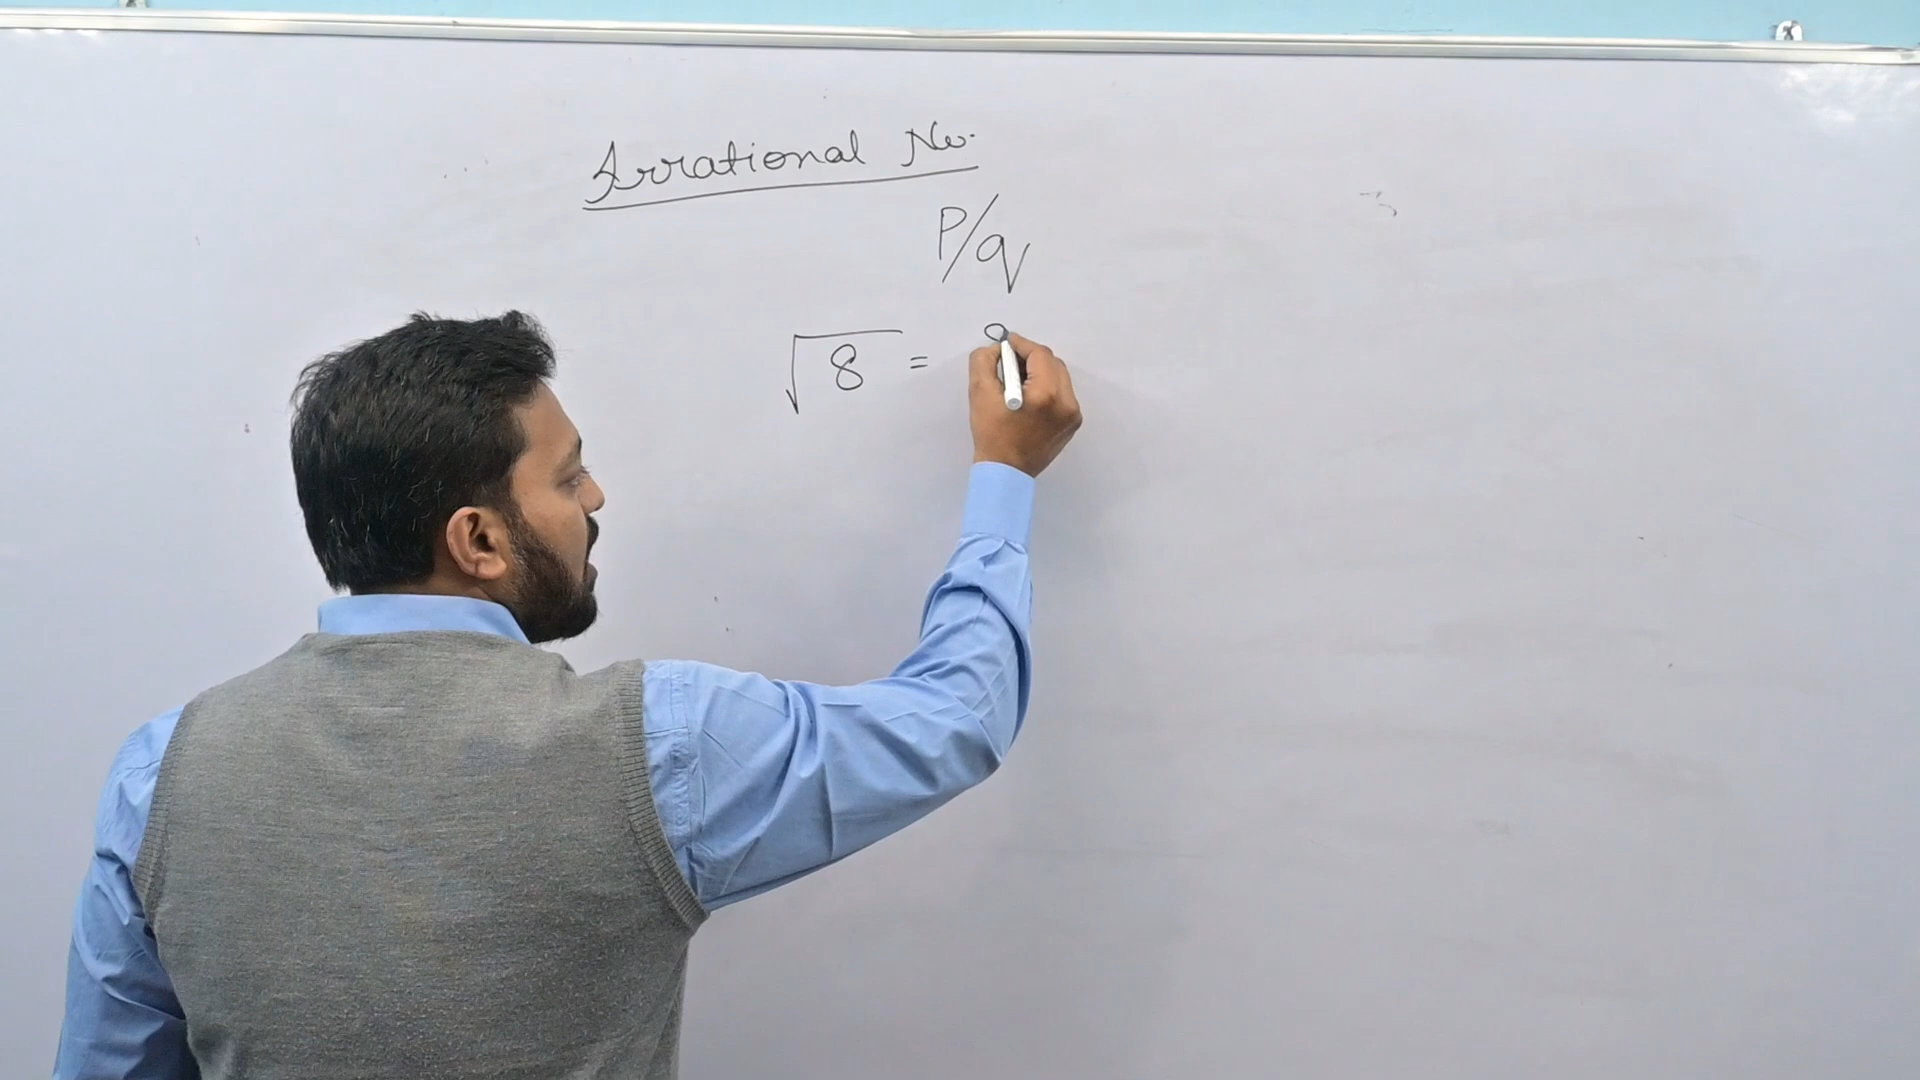 Irrational No.
P/q
√8 =